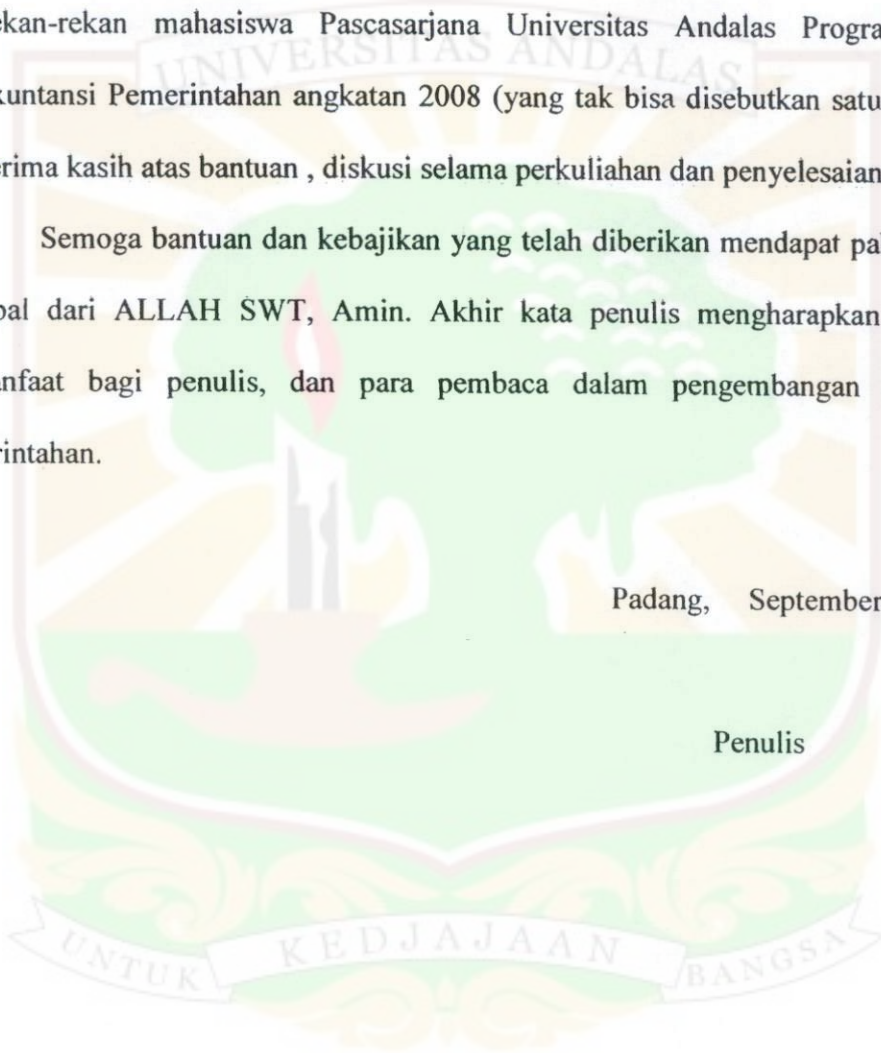 ekan-rekan mahasiswa Pascasarjana Universitas Andalas Progra
kuntansi Pemerintahan angkatan 2008 (yang tak bisa disebutkan satu
erima kasih atas bantuan , diskusi selama perkuliahan dan penyelesaian
Semoga bantuan dan kebajikan yang telah diberikan mendapat pa
bal dari ALLAH SWT, Amin. Akhir kata penulis mengharapkan
anfaat bagi penulis, dan para pembaca dalam pengembangan
rintahan.
Padang, September
Penulis
UNIVERSITAS ANDALAS
UNTUK KEDJAJAAN BANGSA